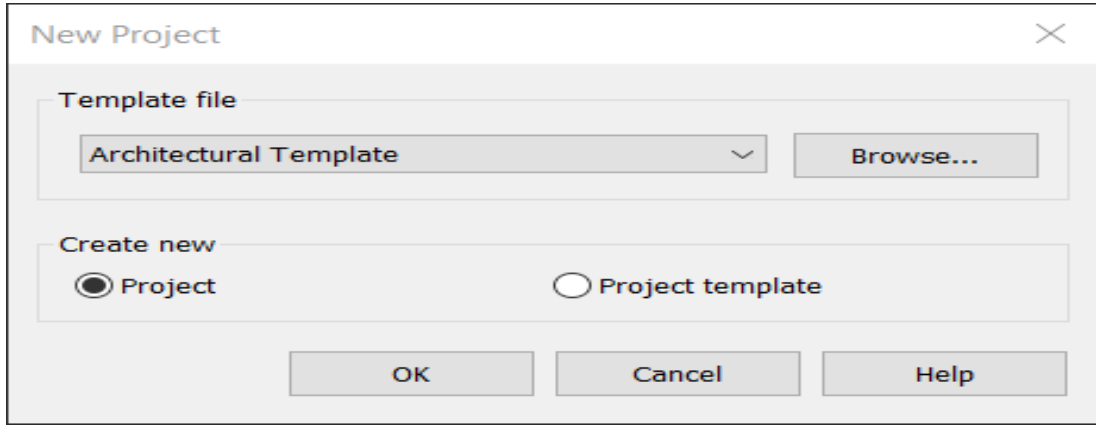 New Project
Template file
Architectural Template
Browse...
Create new
Project
Project template
OK
Cancel
Help